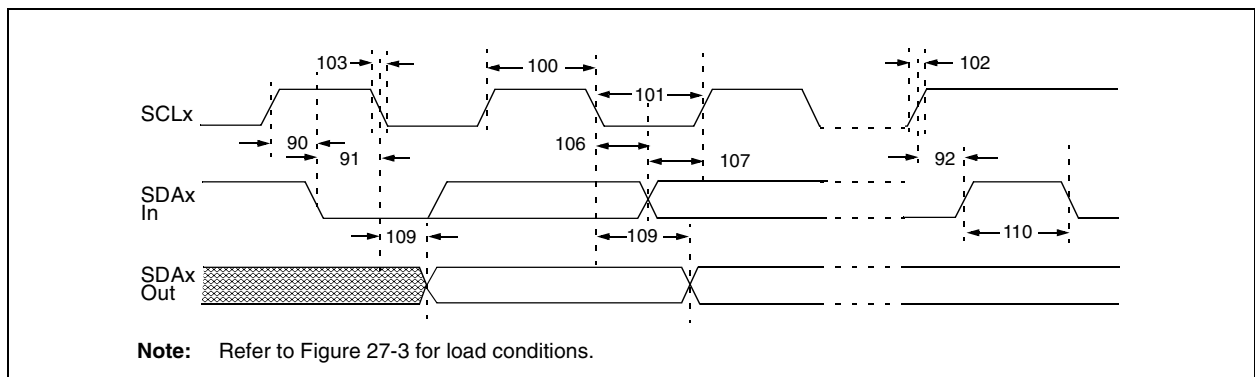 103
100
102
SCLx
101
90
91
106
107
92
SDAx
In
109
109
110
SDAx
Out
Note: Refer to Figure 27-3 for load conditions.